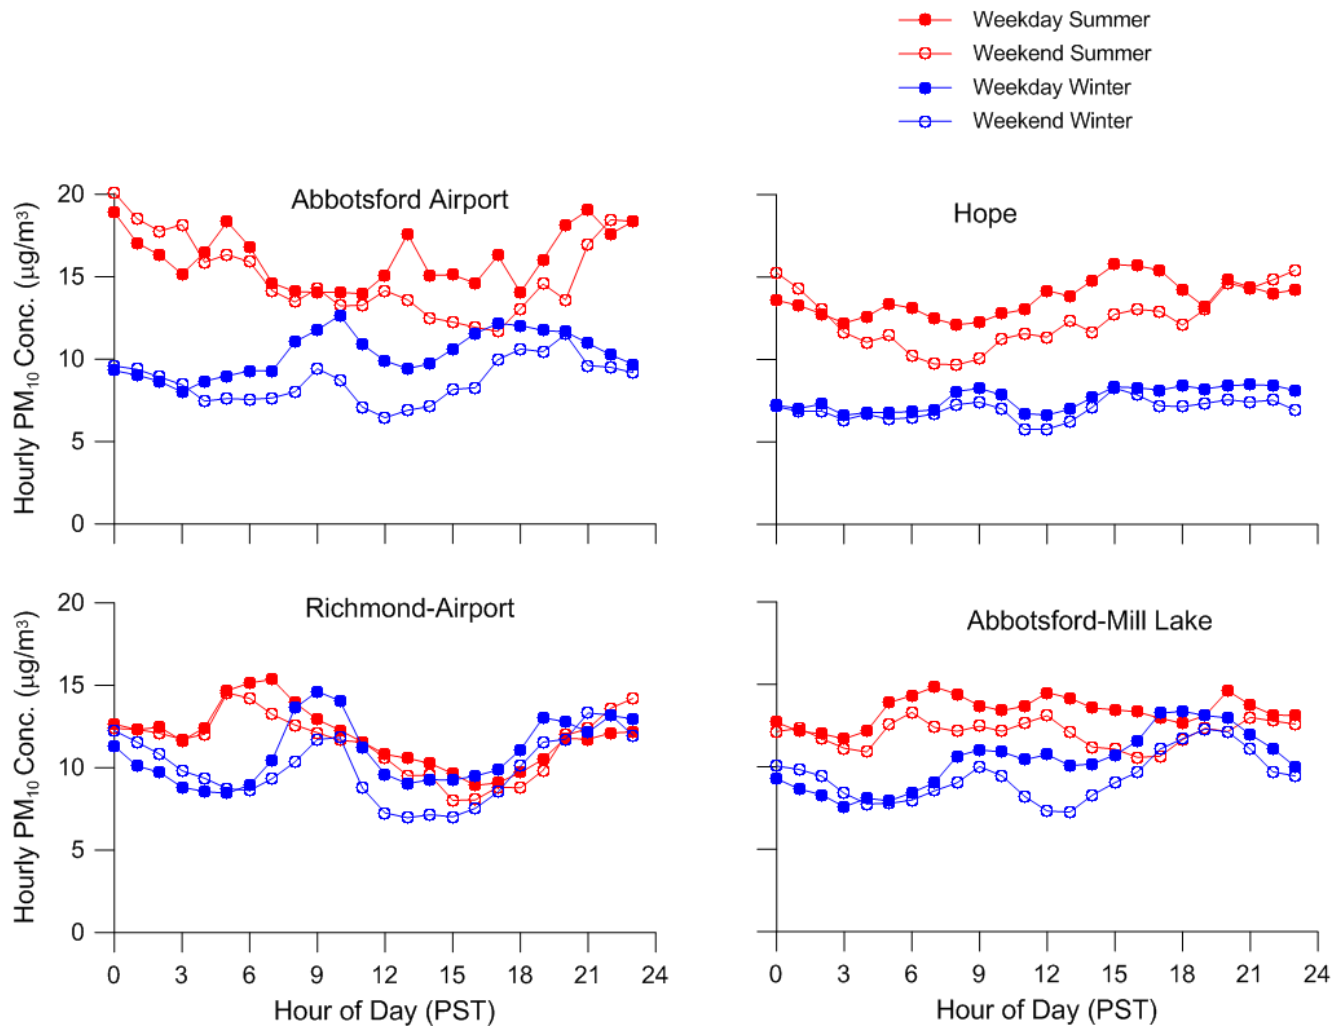 Weekday Summer
Weekend Summer
Weekday Winter
Weekend Winter
Abbotsford Airport
Hourly PM₁₀ Conc. (μg/m³)
20
15
10
5
0
Hope
Richmond-Airport
Hourly PM₁₀ Conc. (μg/m³)
20
15
10
5
0
0 3 6 9 12 15 18 21 24
Hour of Day (PST)
Abbotsford-Mill Lake
0 3 6 9 12 15 18 21 24
Hour of Day (PST)